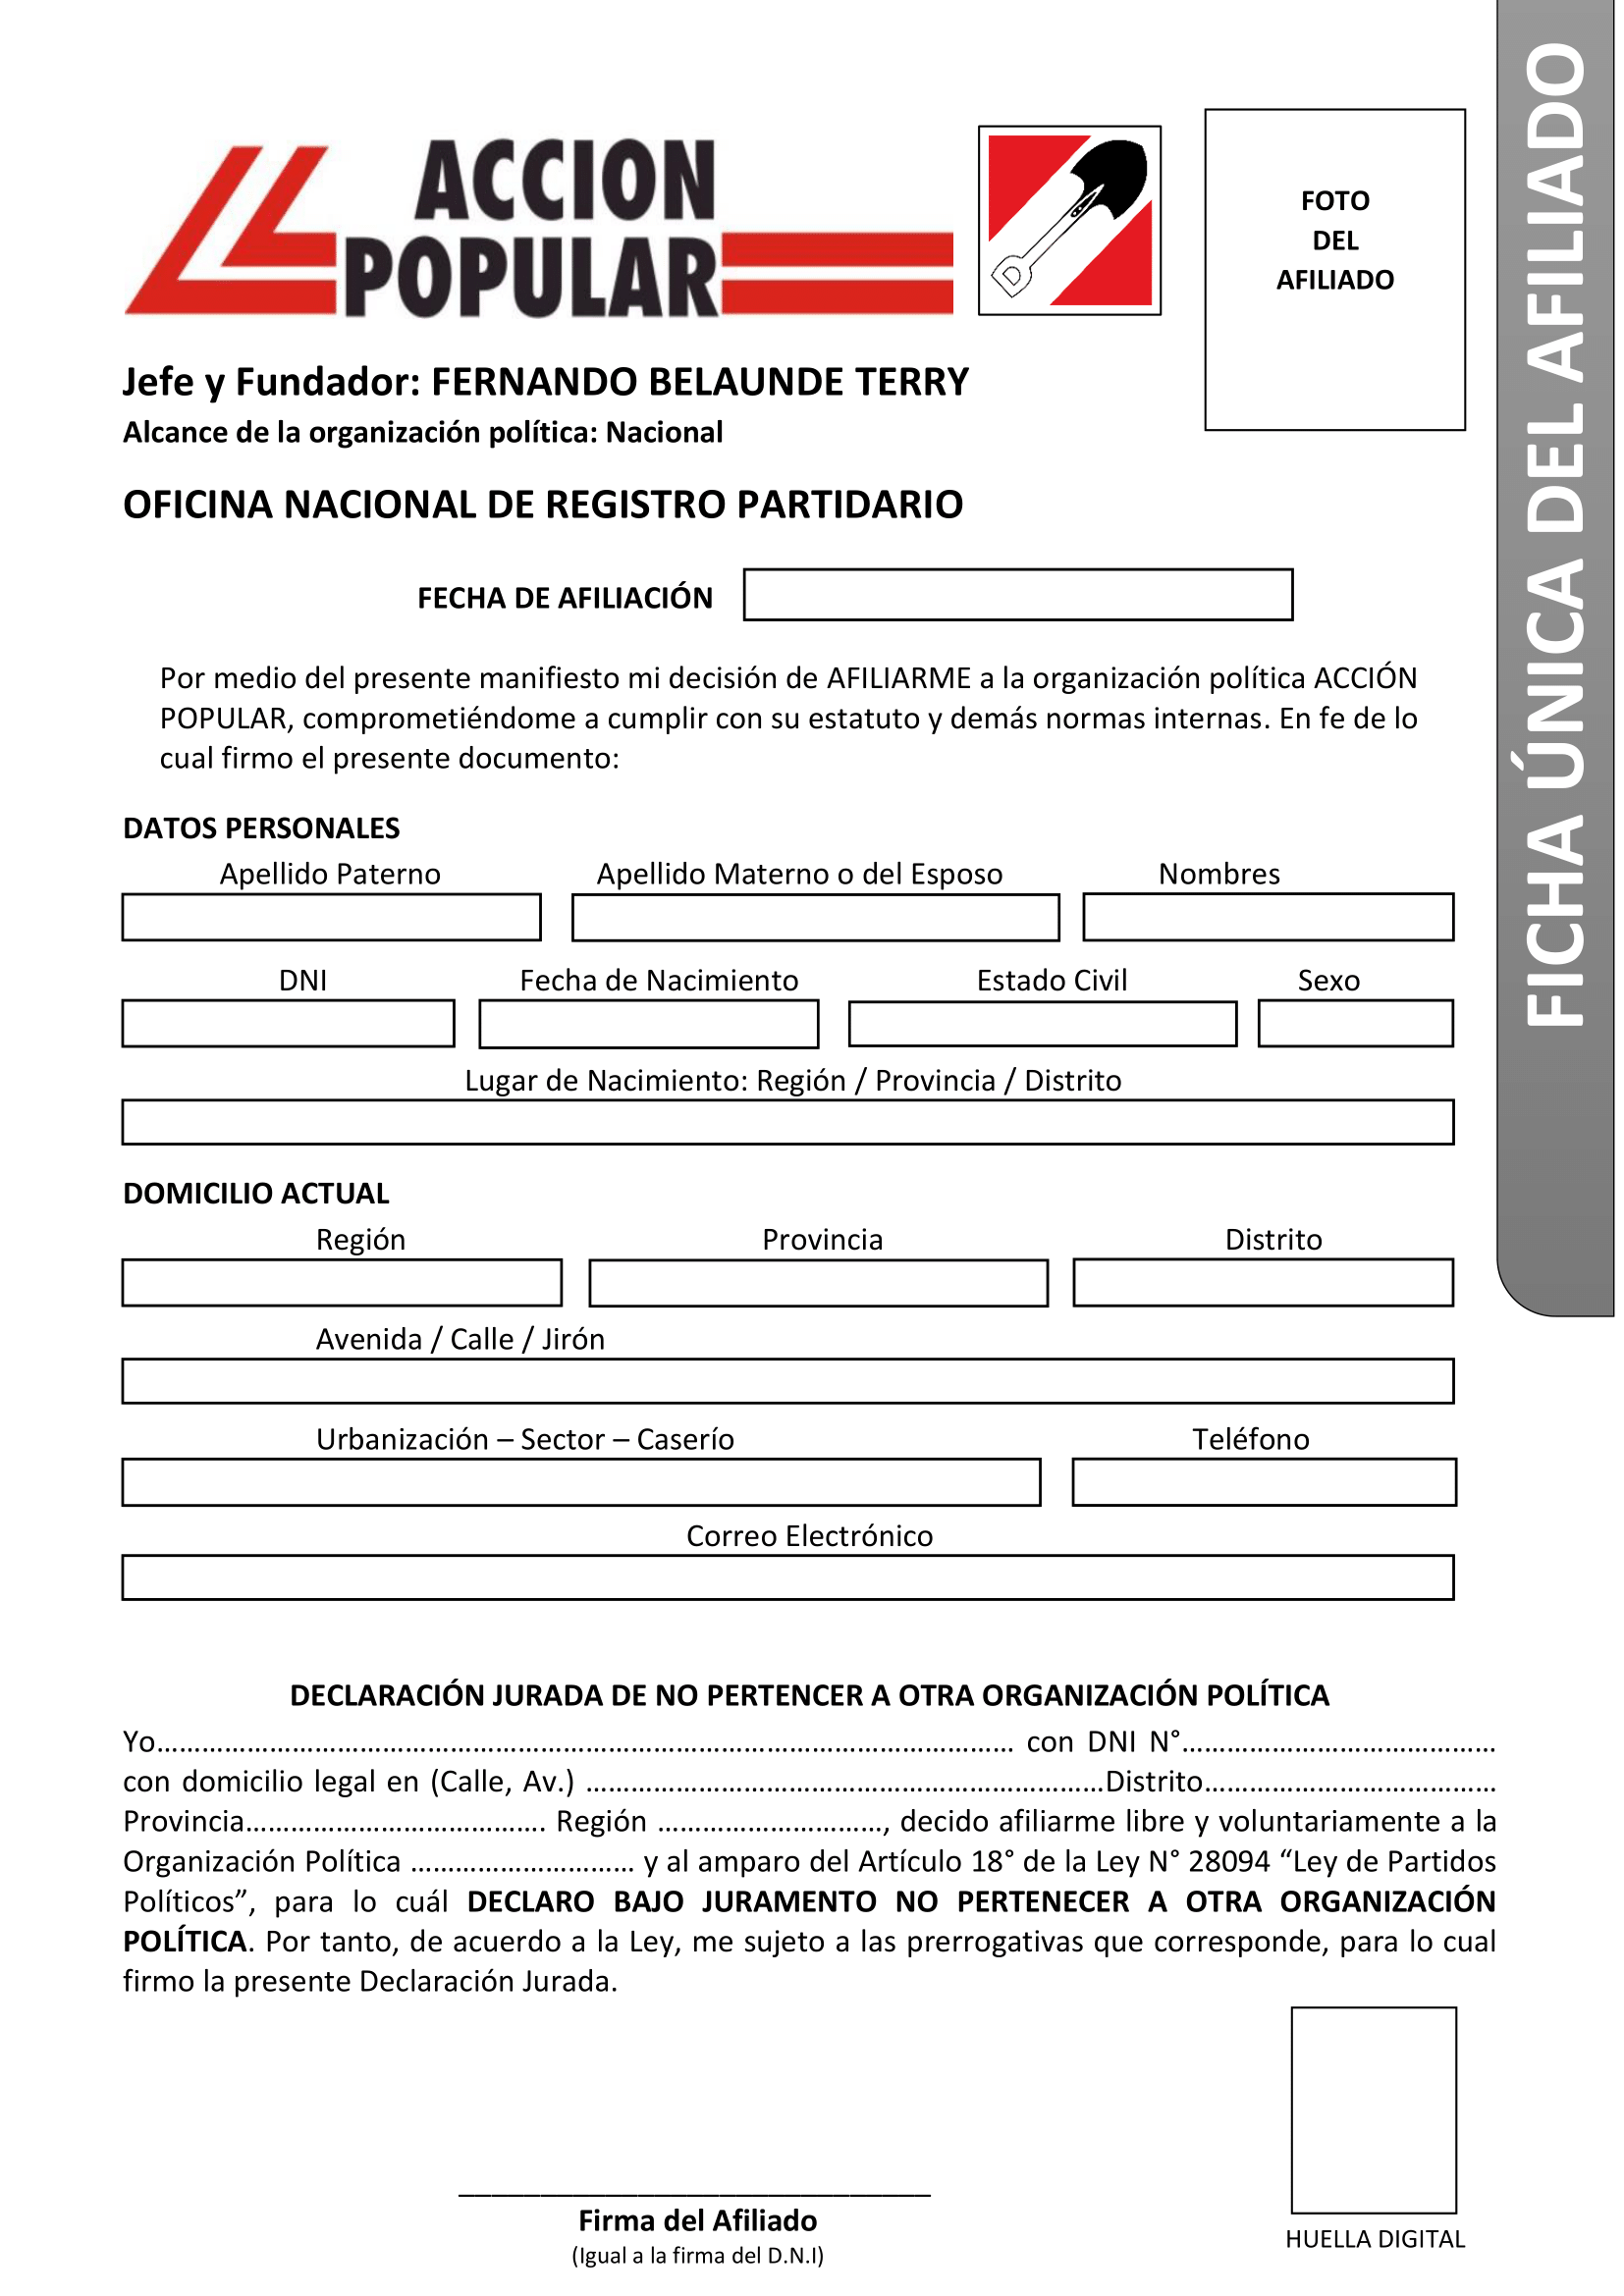 ACCION
POPULAR
FOTO
DEL
AFILIADO
FICHA ÚNICA DEL AFILIADO
Jefe y Fundador: FERNANDO BELAUNDE TERRY
Alcance de la organización política: Nacional
OFICINA NACIONAL DE REGISTRO PARTIDARIO
FECHA DE AFILIACIÓN
Por medio del presente manifiesto mi decisión de AFILIARME a la organización política ACCIÓN
POPULAR, comprometiéndome a cumplir con su estatuto y demás normas internas. En fe de lo
cual firmo el presente documento:
DATOS PERSONALES
Apellido Paterno Apellido Materno o del Esposo Nombres
DNI Fecha de Nacimiento Estado Civil Sexo
Lugar de Nacimiento: Región / Provincia / Distrito
DOMICILIO ACTUAL
Región Provincia Distrito
Avenida / Calle / Jirón
Urbanización – Sector – Caserío Teléfono
Correo Electrónico
DECLARACIÓN JURADA DE NO PERTENCER A OTRA ORGANIZACIÓN POLÍTICA
Yo…………………………………………………………………………………………………… con DNI N°……………………………………
con domicilio legal en (Calle, Av.) ……………………………………………………………Distrito…………………………………
Provincia…………………………………. Región …………………………, decido afiliarme libre y voluntariamente a la
Organización Política ………………………… y al amparo del Artículo 18° de la Ley N° 28094 “Ley de Partidos
Políticos”, para lo cuál DECLARO BAJO JURAMENTO NO PERTENECER A OTRA ORGANIZACIÓN
POLÍTICA. Por tanto, de acuerdo a la Ley, me sujeto a las prerrogativas que corresponde, para lo cual
firmo la presente Declaración Jurada.
Firma del Afiliado
(Igual a la firma del D.N.I)
HUELLA DIGITAL